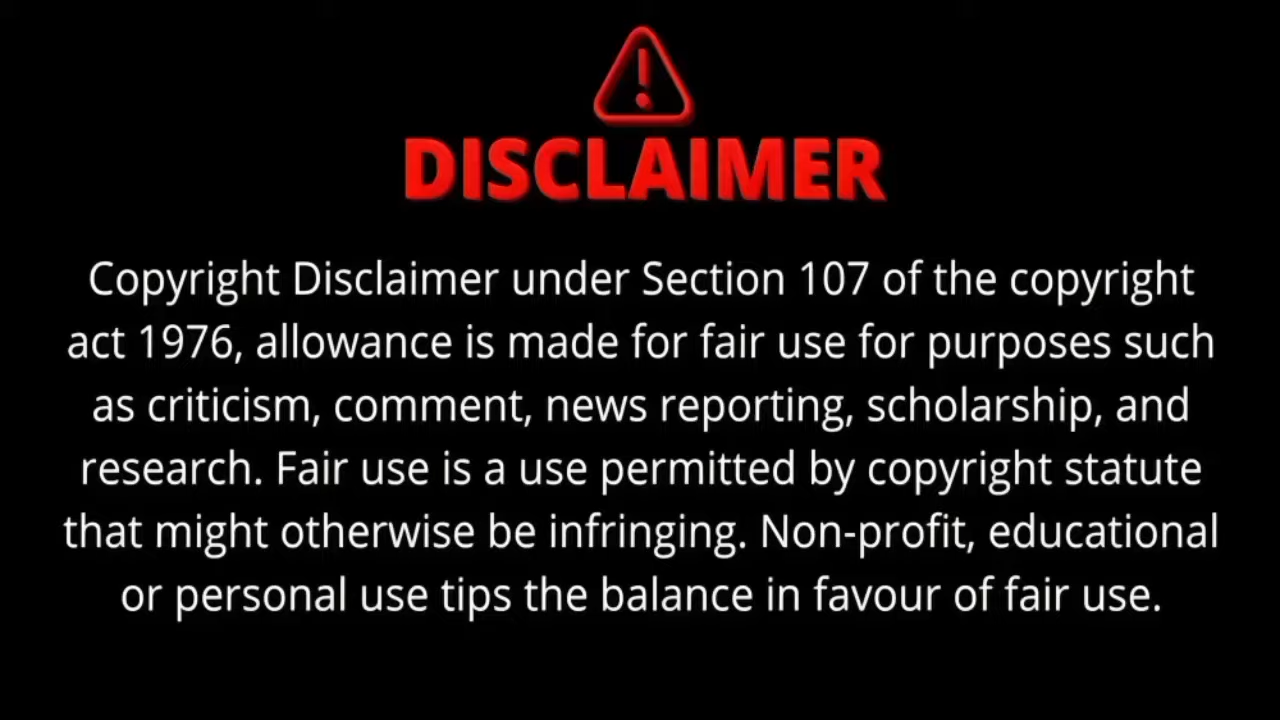 DISCLAIMER
Copyright Disclaimer under Section 107 of the copyright
act 1976, allowance is made for fair use for purposes such
as criticism, comment, news reporting, scholarship, and
research. Fair use is a use permitted by copyright statute
that might otherwise be infringing. Non-profit, educational
or personal use tips the balance in favour of fair use.